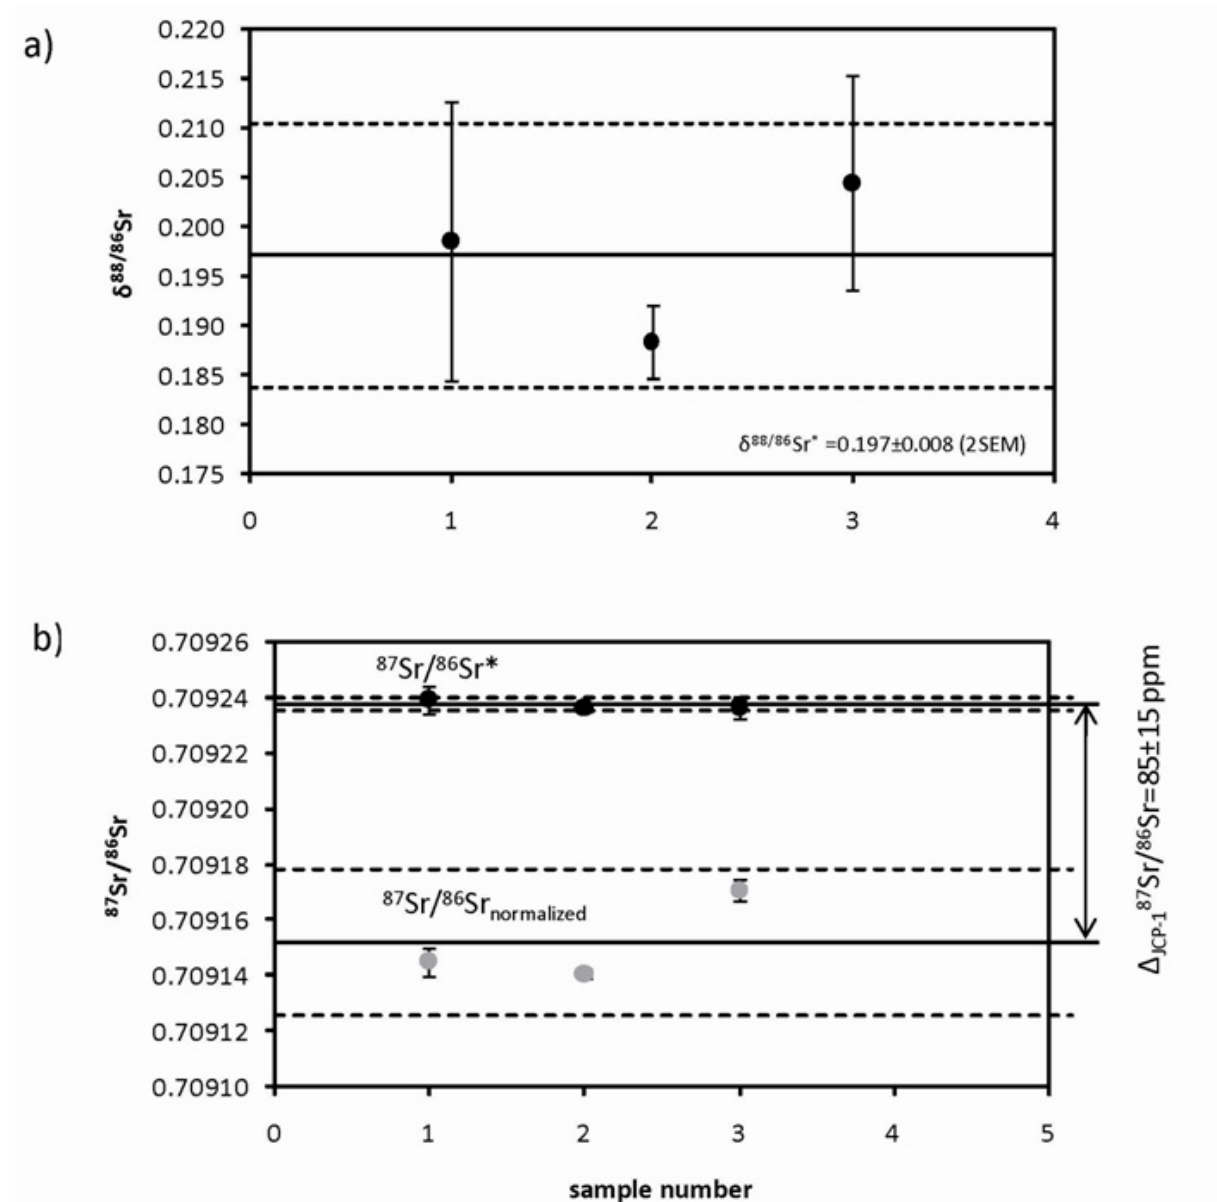 a)
0.220
0.215
0.210
0.205
0.200
0.195
0.190
0.185
0.180
0.175
δ88/86Sr
δ88/86Sr* =0.197±0.008 (2SEM)
0 1 2 3 4
b)
0.70926
0.70924
0.70922
0.70920
0.70918
0.70916
0.70914
0.70912
0.70910
87Sr/86Sr
87Sr/86Sr*
87Sr/86Srnormalized
ΔJCP-1 87Sr/86Sr=85±15 ppm
0 1 2 3 4 5
sample number